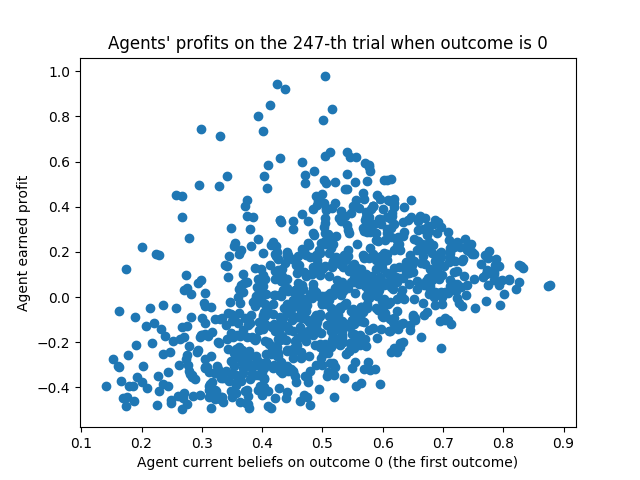 Agents' profits on the 247-th trial when outcome is 0
1.0
0.8
0.6
0.4
0.2
0.0
−0.2
−0.4
Agent earned profit
0.1 0.2 0.3 0.4 0.5 0.6 0.7 0.8 0.9
Agent current beliefs on outcome 0 (the first outcome)